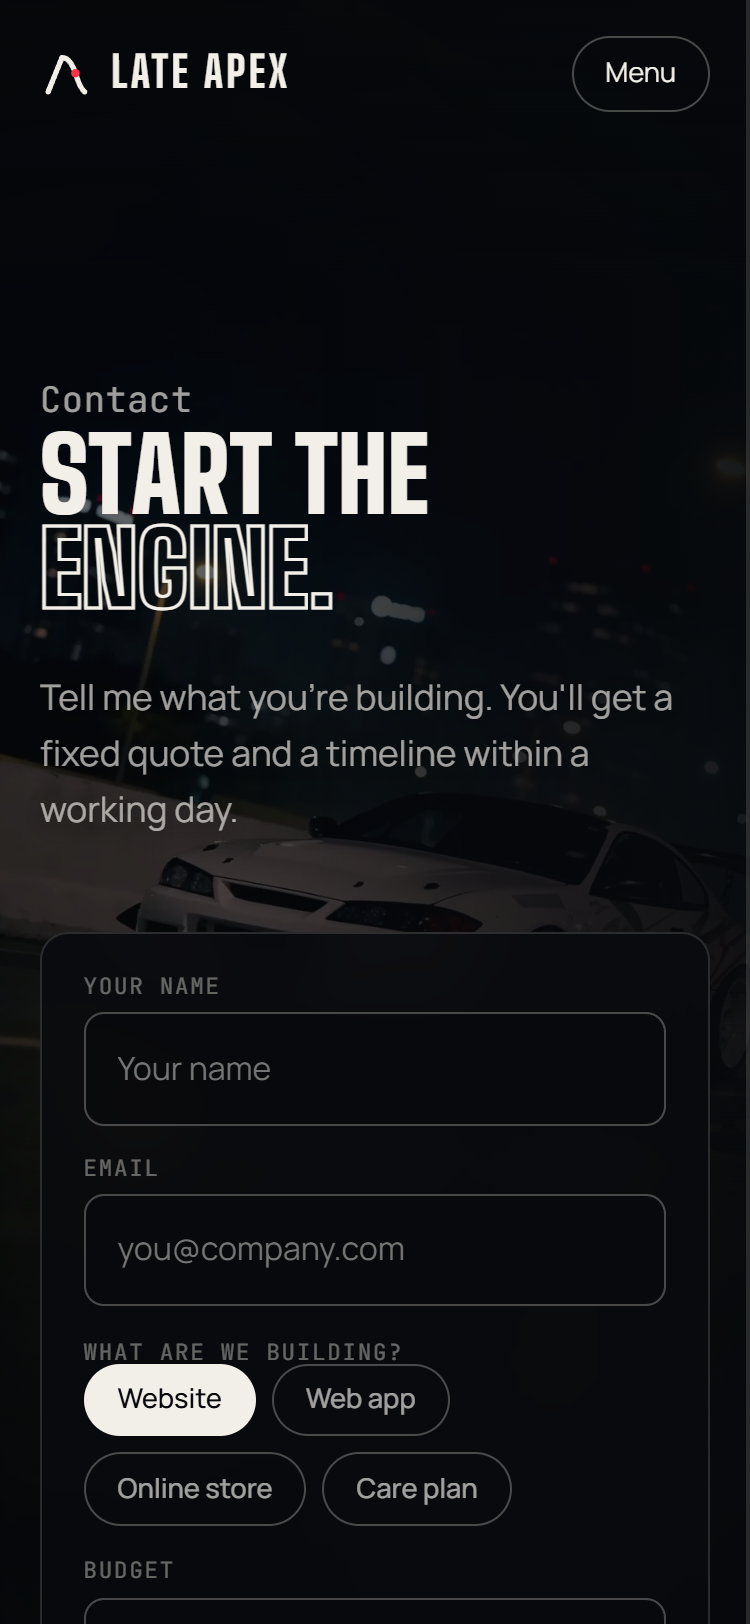 LATE APEX
Menu
Contact
START THE
ENGINE.
Tell me what you’re building. You'll get a
fixed quote and a timeline within a
working day.
YOUR NAME
Your name
EMAIL
you@company.com
WHAT ARE WE BUILDING?
Website
Web app
Online store
Care plan
BUDGET